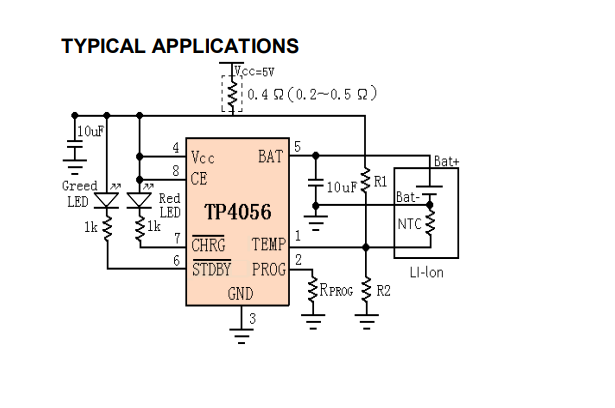 TYPICAL APPLICATIONS
Vcc=5V
0.4 Ω(0.2~0.5 Ω)
10uF
4
Vcc
BAT
5
Bat+
8
CE
Greed
LED
Red
LED
10uF
R1
Bat-
TP4056
1k
1k
NTC
7
CHRG
TEMP
1
6
STDBY
PROG
2
LI-Ion
GND
RPROG
R2
3